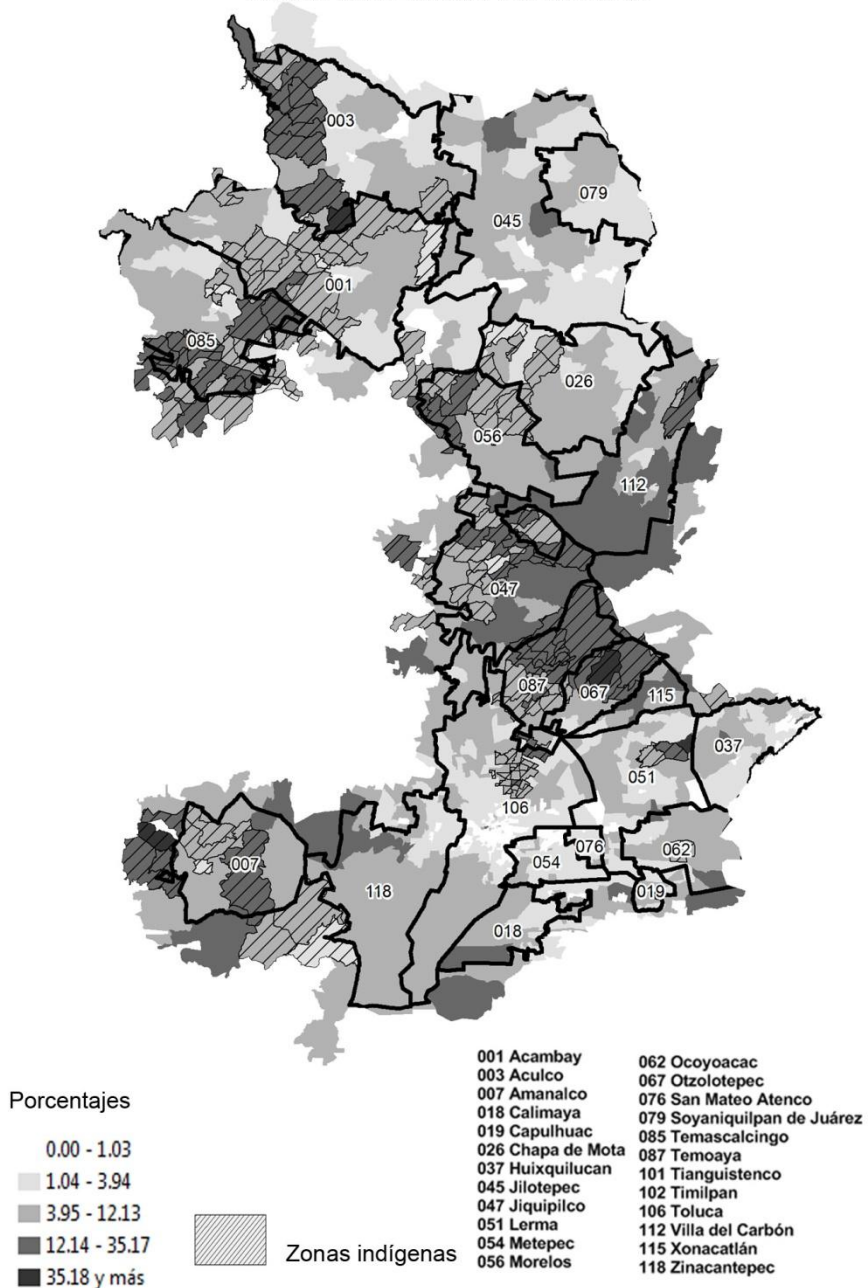 003
079
045
001
085
026
056
112
047
087
067
115
037
051
106
062
076
054
007
118
019
018
Porcentajes
0.00 - 1.03
1.04 - 3.94
3.95 - 12.13
12.14 - 35.17
35.18 y más
Zonas indígenas
001 Acambay
003 Aculco
007 Amanalco
018 Calimaya
019 Capulhuac
026 Chapa de Mota
037 Huixquilucan
045 Jilotepec
047 Jiquipilco
051 Lerma
054 Metepec
056 Morelos
062 Ocoyoacac
067 Otzolotepec
076 San Mateo Atenco
079 Soyaniquilpan de Juárez
085 Temascalcingo
087 Temoaya
101 Tianguistenco
102 Timilpan
106 Toluca
112 Villa del Carbón
115 Xonacatlán
118 Zinacantepec